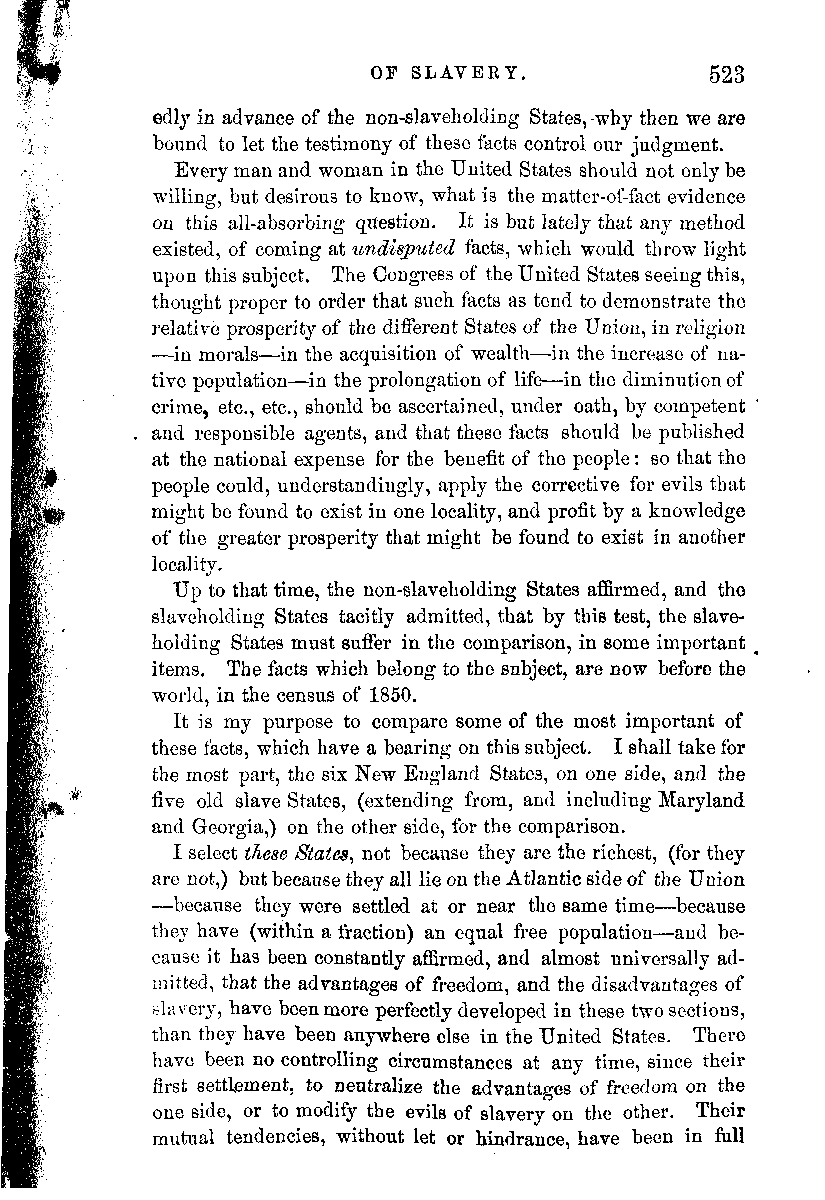 OF SLAVERY. 523
edly in advance of the non-slaveholding States, why then we are
bound to let the testimony of these facts control our judgment.
Every man and woman in the United States should not only be
willing, but desirous to know, what is the matter-of-fact evidence
on this all-absorbing question. It is but lately that any method
existed, of coming at undisputed facts, which would throw light
upon this subject. The Congress of the United States seeing this,
thought proper to order that such facts as tend to demonstrate the
relative prosperity of the different States of the Union, in religion
—in morals—in the acquisition of wealth—in the increase of na-
tive population—in the prolongation of life—in the diminution of
crime, etc., etc., should be ascertained, under oath, by competent
and responsible agents, and that these facts should be published
at the national expense for the benefit of the people: so that the
people could, understandingly, apply the corrective for evils that
might be found to exist in one locality, and profit by a knowledge
of the greater prosperity that might be found to exist in another
locality.
Up to that time, the non-slaveholding States affirmed, and the
slaveholding States tacitly admitted, that by this test, the slave-
holding States must suffer in the comparison, in some important
items. The facts which belong to the subject, are now before the
world, in the census of 1850.
It is my purpose to compare some of the most important of
these facts, which have a bearing on this subject. I shall take for
the most part, the six New England States, on one side, and the
five old slave States, (extending from, and including Maryland
and Georgia,) on the other side, for the comparison.
I select these States, not because they are the richest, (for they
are not,) but because they all lie on the Atlantic side of the Union
—because they were settled at or near the same time—because
they have (within a fraction) an equal free population—and be-
cause it has been constantly affirmed, and almost universally ad-
mitted, that the advantages of freedom, and the disadvantages of
slavery, have been more perfectly developed in these two sections,
than they have been anywhere else in the United States. There
have been no controlling circumstances at any time, since their
first settlement, to neutralize the advantages of freedom on the
one side, or to modify the evils of slavery on the other. Their
mutual tendencies, without let or hindrance, have been in full